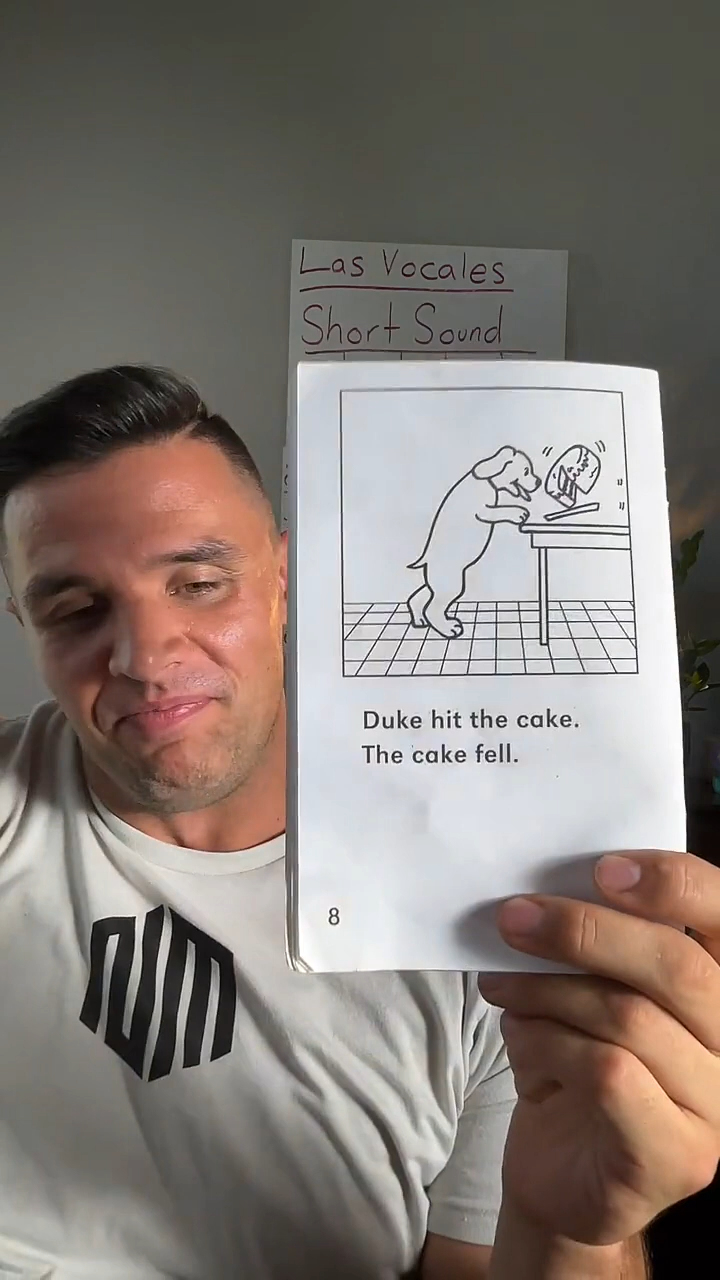 Las Vocales
Short Sound
Duke hit the cake.
The cake fell.
8